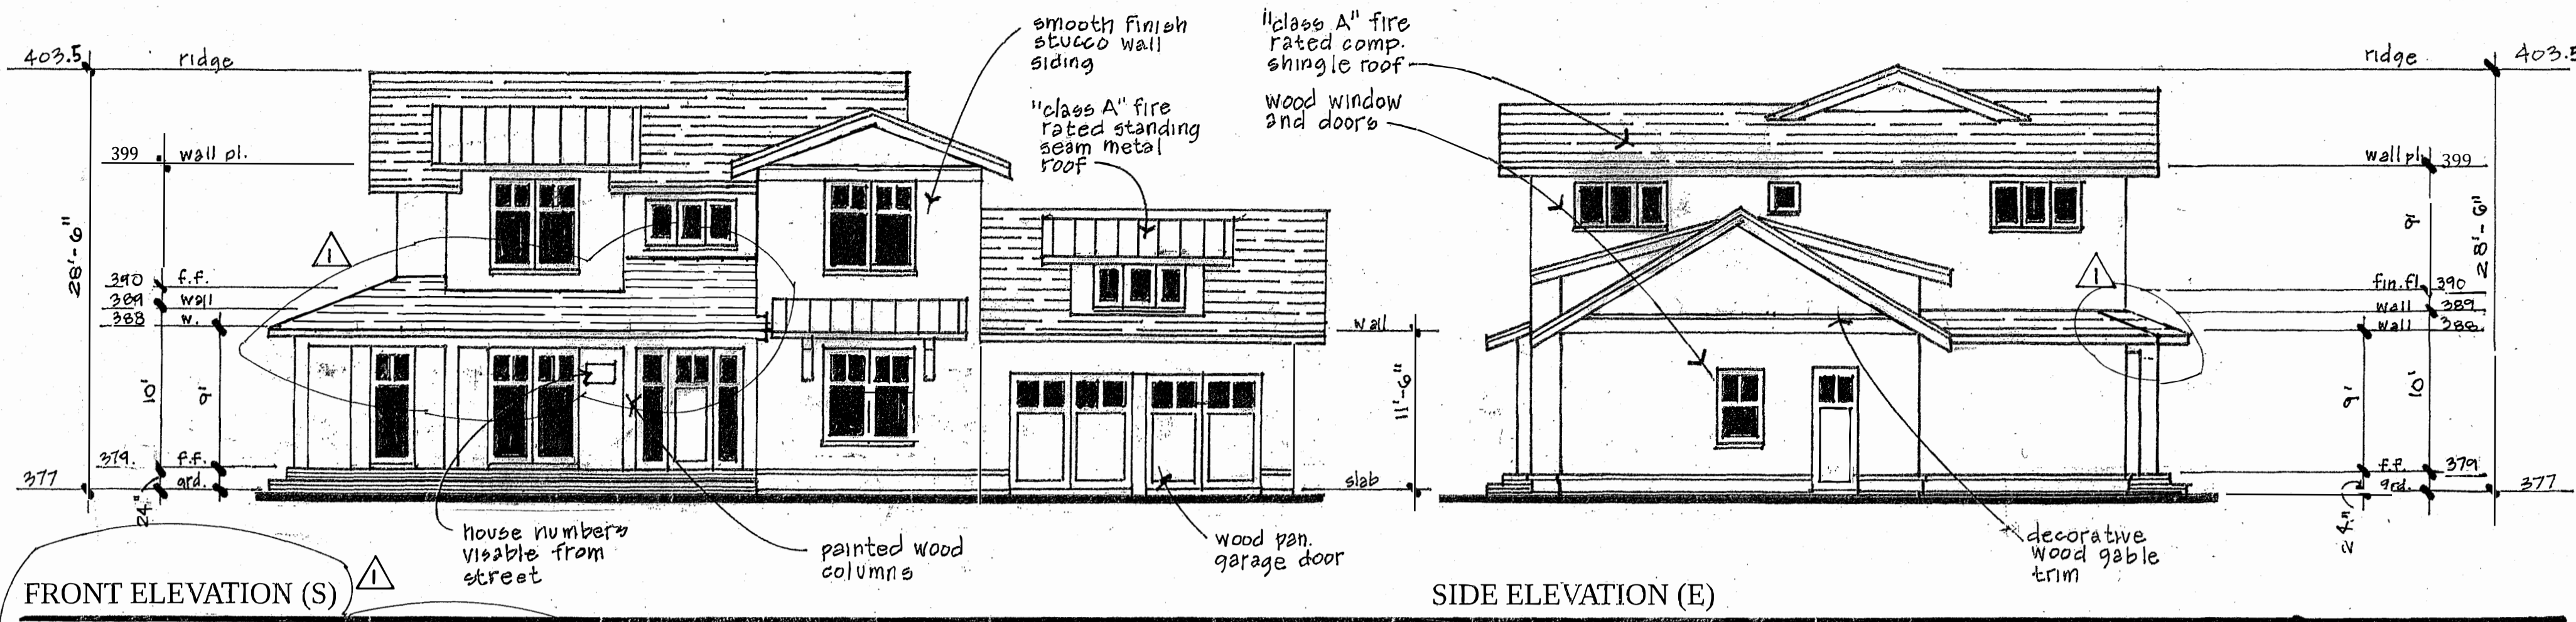 403.5
ridge
399
wall pl.
28'-6"
390
f.f.
389
wall
388
w.
10'
9'
379.
f.f.
377
grd.
24"
1
smooth finish
stucco wall
siding
"class A" fire
rated standing
seam metal
roof
house numbers
visable from
street
painted wood
columns
wood pan.
garage door
wall
11'-6"
slab
FRONT ELEVATION (S)
1
"class A" fire
rated comp.
shingle roof
wood window
and doors
decorative
wood gable
trim
1
ridge
403.5
wall pl.
399
9'
28'-6"
fin.fl.
390
wall
389
wall
388
9'
10'
f.f.
379
grd.
377
24"
SIDE ELEVATION (E)